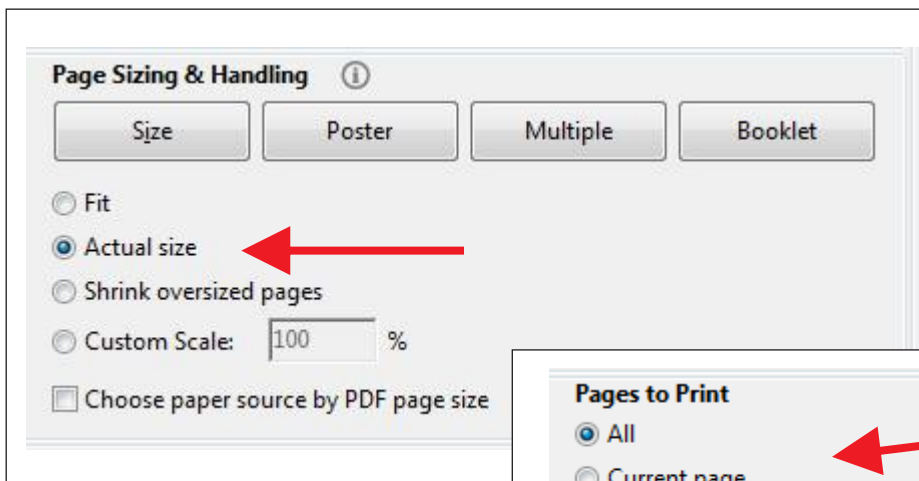 Page Sizing & Handling
Size Poster Multiple Booklet
Fit
Actual size
Shrink oversized pages
Custom Scale: 100 %
Choose paper source by PDF page size
Pages to Print
All
Current page